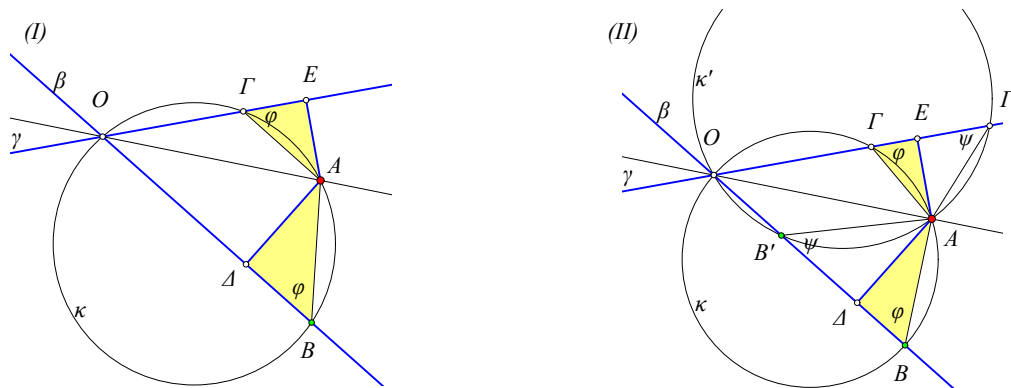 (I)
β
Ο
γ
Γ
φ
Ε
Α
Δ
φ
Β
κ
(II)
κ′
β
Ο
γ
Γ
φ
Ε
ψ
Β′
ψ
Α
Δ
φ
Β
κ